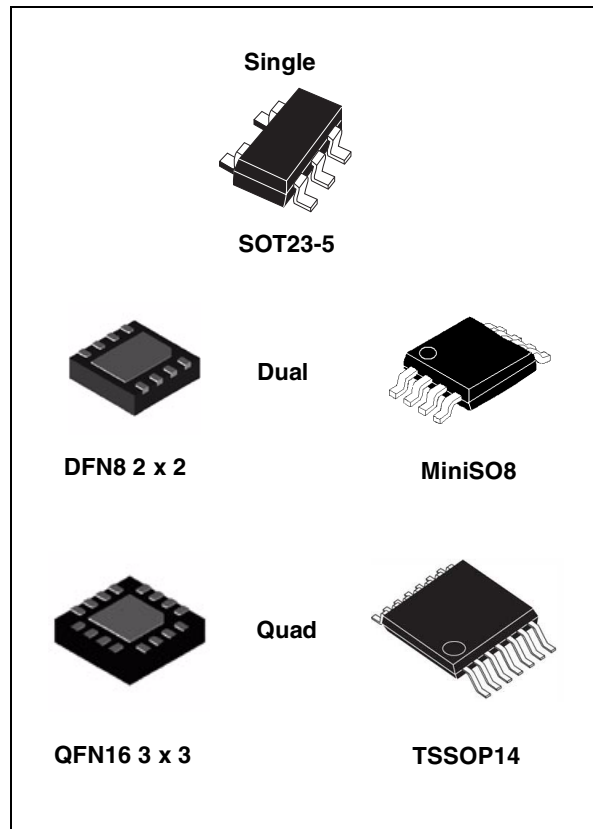 Single
SOT23-5
Dual
DFN8 2 x 2
MiniSO8
Quad
QFN16 3 x 3
TSSOP14